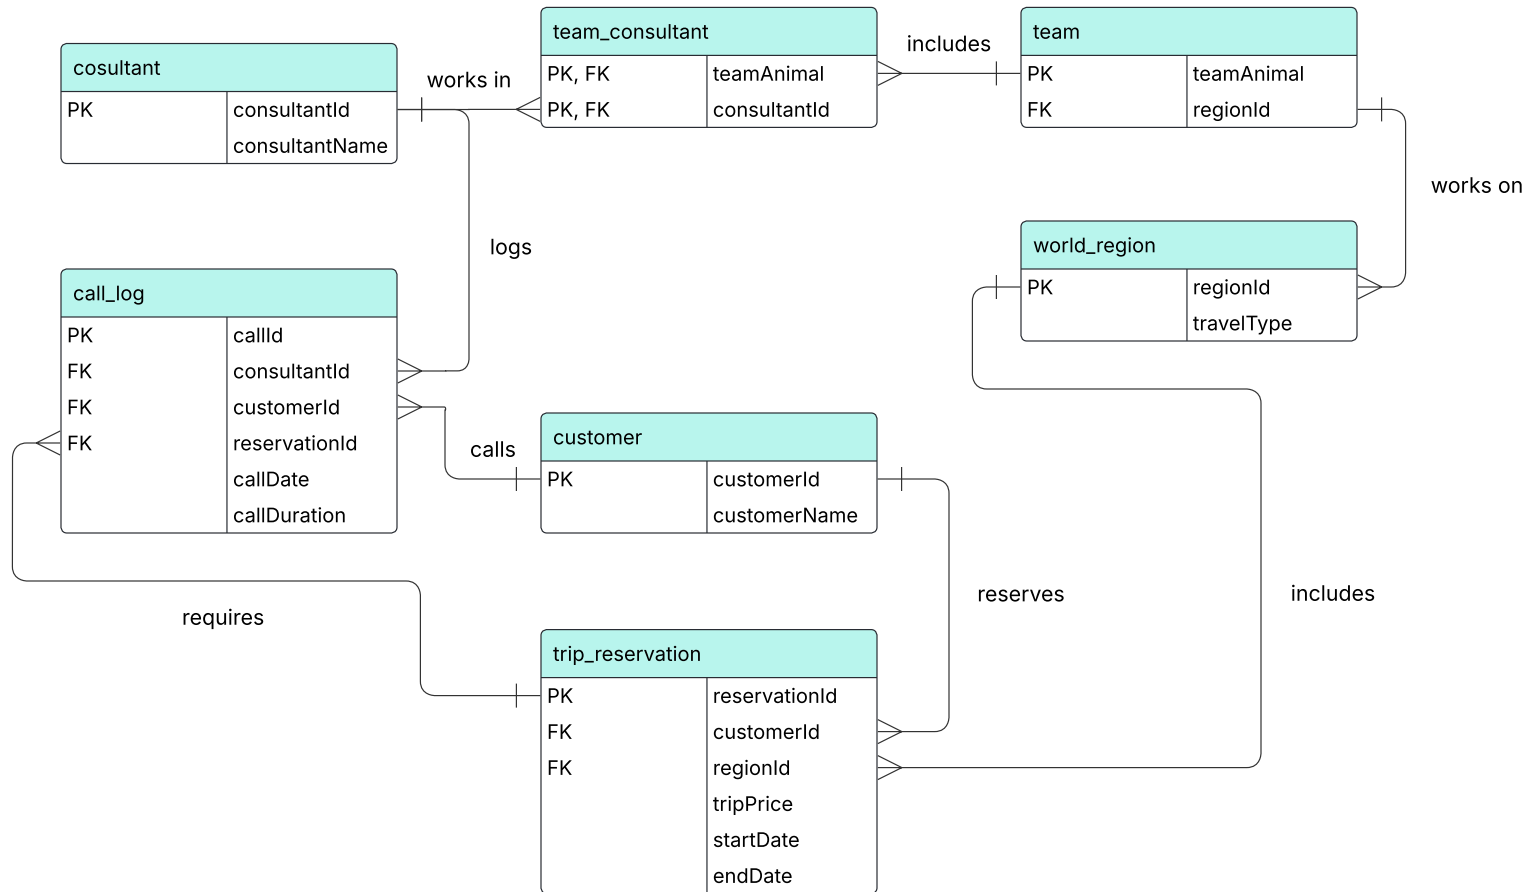 cosultant
PK consultantId
consultantName
works in
team_consultant
PK, FK teamAnimal
PK, FK consultantId
includes
team
PK teamAnimal
FK regionId
works on
logs
world_region
PK regionId
travelType
call_log
PK callId
FK consultantId
FK customerId
FK reservationId
callDate
callDuration
calls
customer
PK customerId
customerName
reserves
includes
requires
trip_reservation
PK reservationId
FK customerId
FK regionId
tripPrice
startDate
endDate